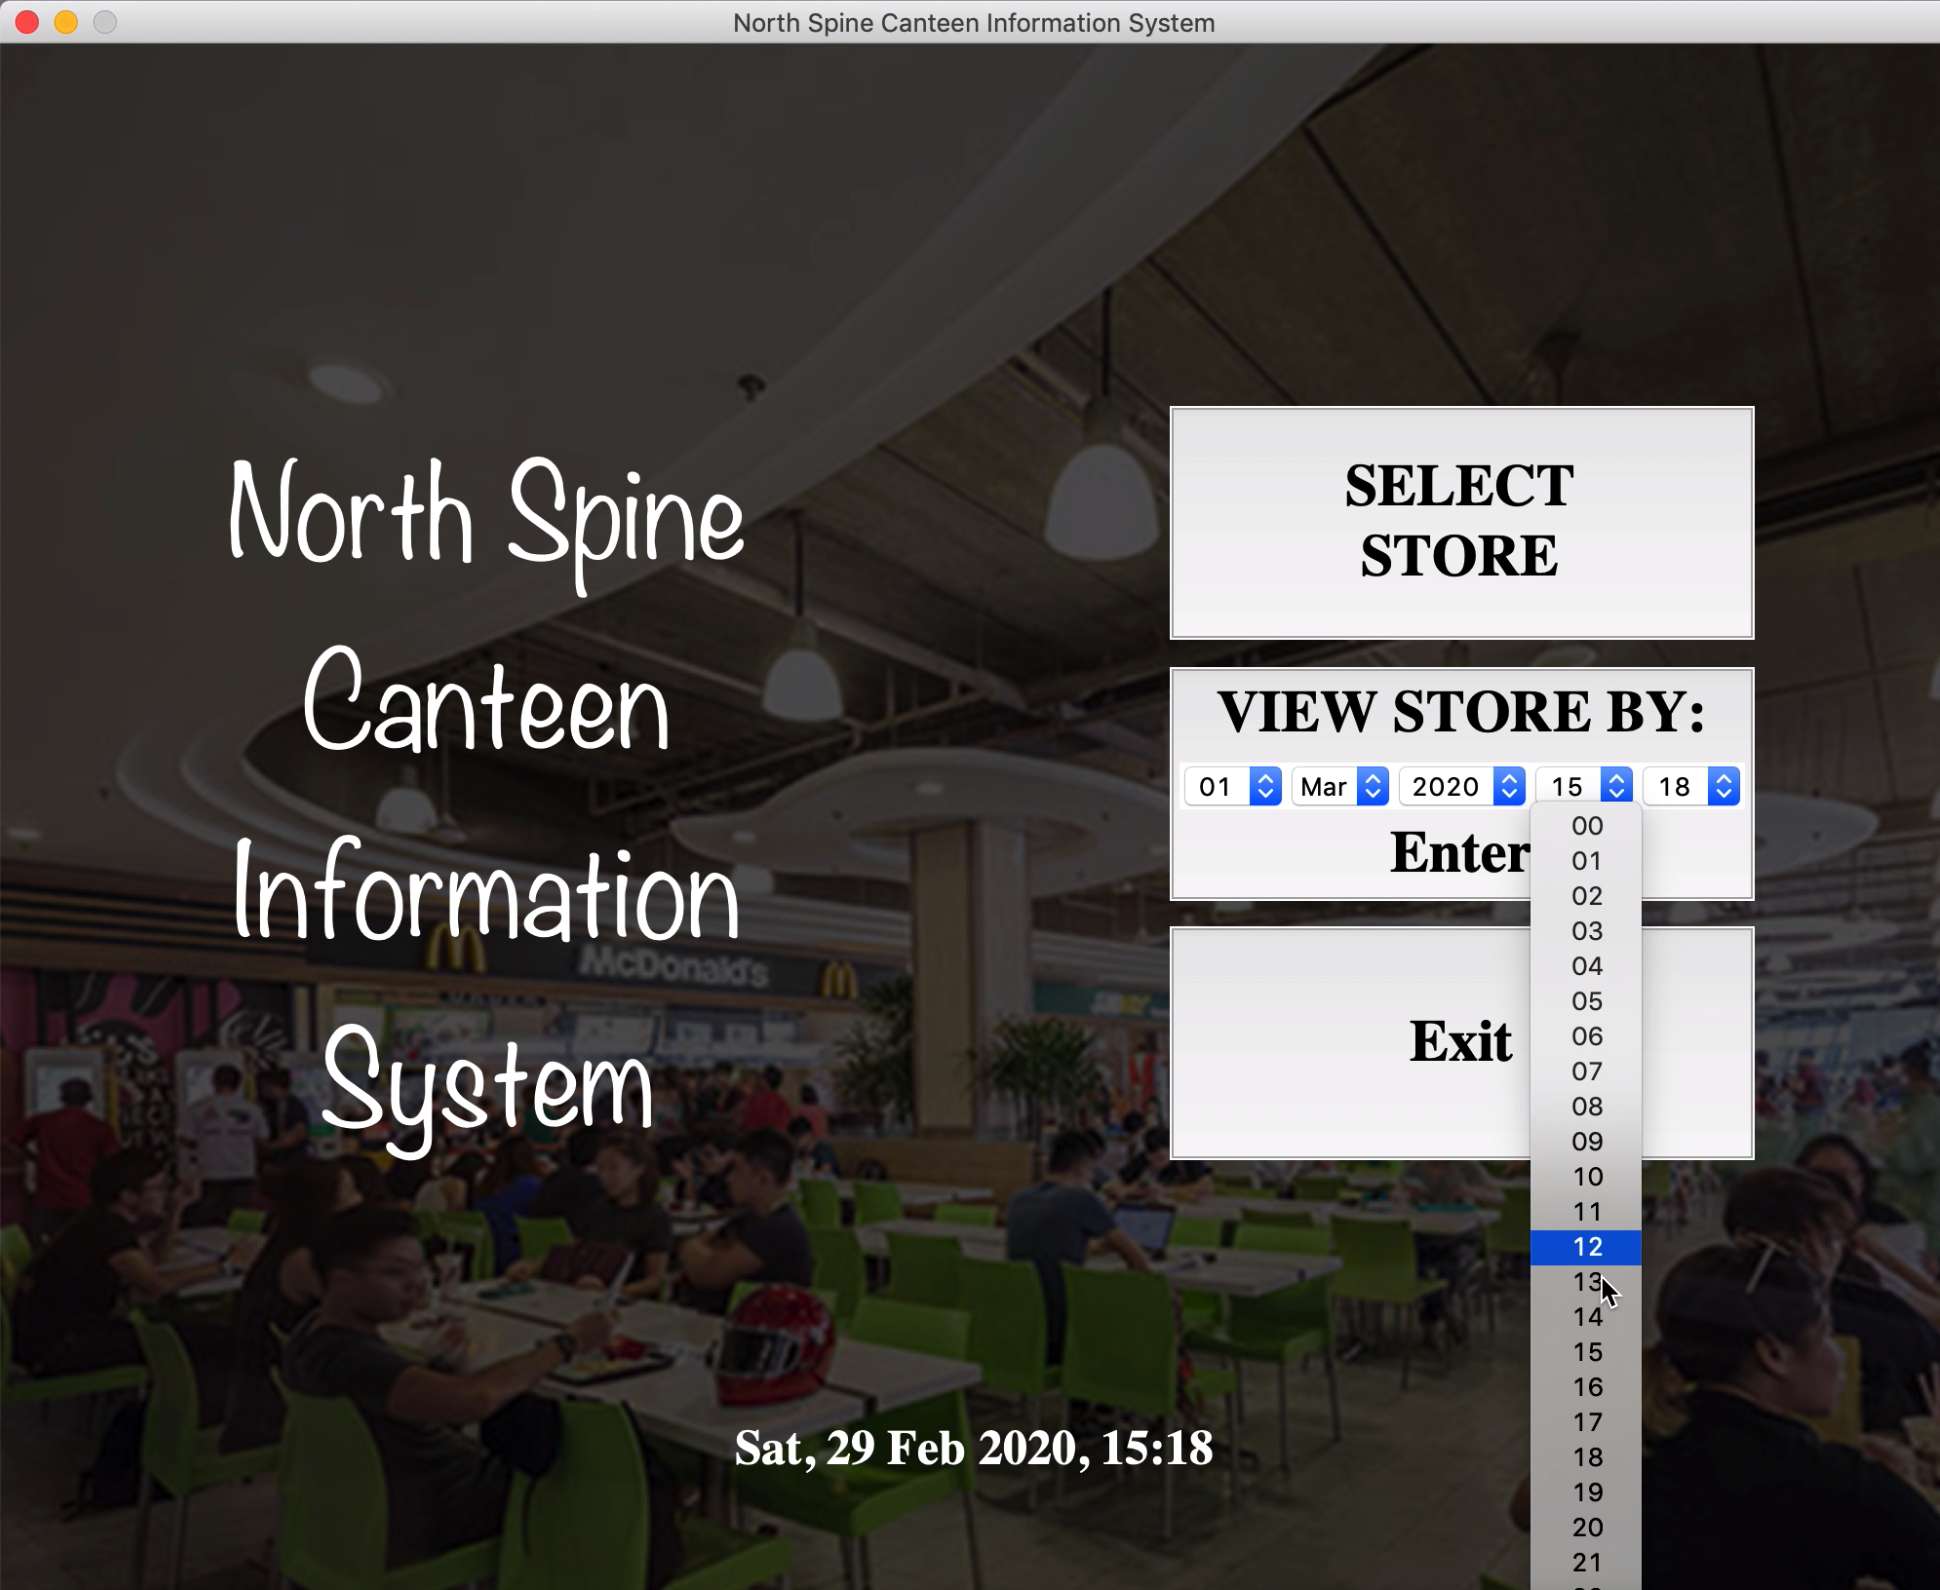 North Spine Canteen Information System
North Spine
Canteen
Information
System
SELECT
STORE
VIEW STORE BY:
01 Mar 2020 15 18
Enter
Exit
00
01
02
03
04
05
06
07
08
09
10
11
12
13
14
15
16
17
18
19
20
21
McDonald's
SUBWAY
Sat, 29 Feb 2020, 15:18